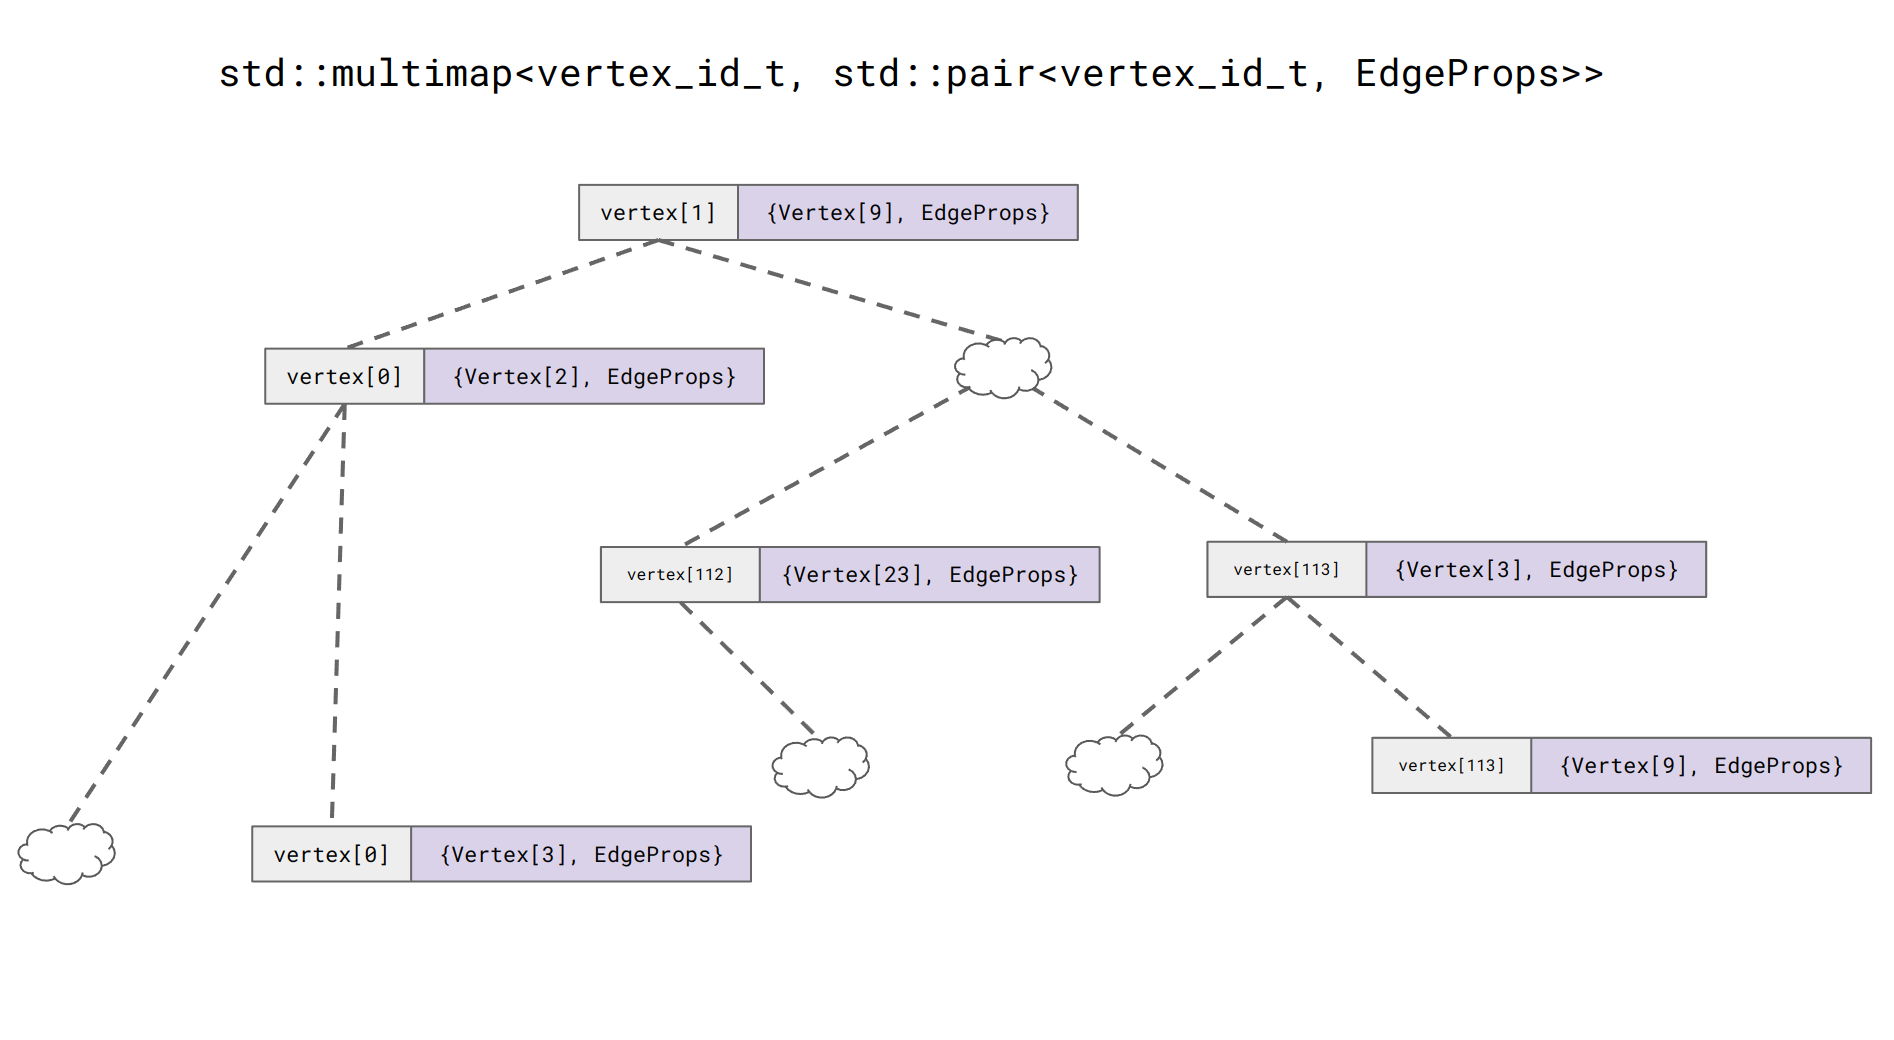 std::multimap<vertex_id_t, std::pair<vertex_id_t, EdgeProps>>
vertex[1] {Vertex[9], EdgeProps}
vertex[0] {Vertex[2], EdgeProps}
vertex[112] {Vertex[23], EdgeProps}
vertex[113] {Vertex[3], EdgeProps}
vertex[113] {Vertex[9], EdgeProps}
vertex[0] {Vertex[3], EdgeProps}